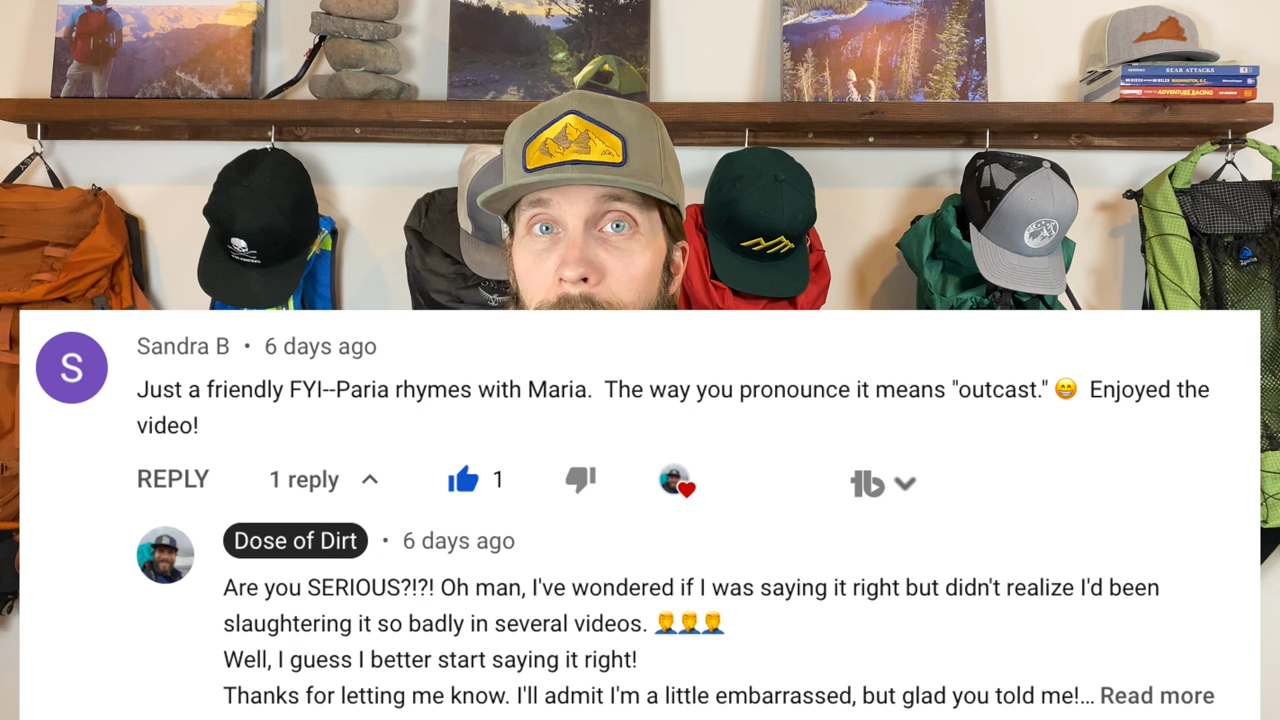 BEAR ATTACKS
WASHINGTON, D.C.
ADVENTURE RACING
Sandra B • 6 days ago
Just a friendly FYI--Paria rhymes with Maria. The way you pronounce it means "outcast." 😁 Enjoyed the
video!
REPLY 1 reply 1
Dose of Dirt • 6 days ago
Are you SERIOUS?!?! Oh man, I've wondered if I was saying it right but didn't realize I'd been
slaughtering it so badly in several videos. 🤦‍♂️🤦‍♂️🤦‍♂️
Well, I guess I better start saying it right!
Thanks for letting me know. I'll admit I'm a little embarrassed, but glad you told me!... Read more